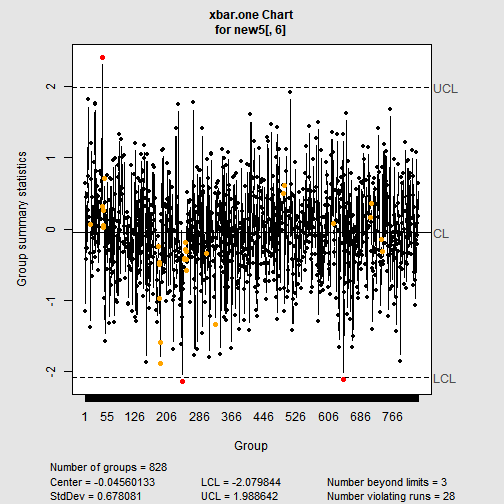 xbar.one Chart
for new5[, 6]
Group summary statistics
2
1
0
-1
-2
UCL
CL
LCL
1 55 126 206 286 366 446 526 606 686 766
Group
Number of groups = 828
Center = -0.04560133 LCL = -2.079844 Number beyond limits = 3
StdDev = 0.678081 UCL = 1.988642 Number violating runs = 28